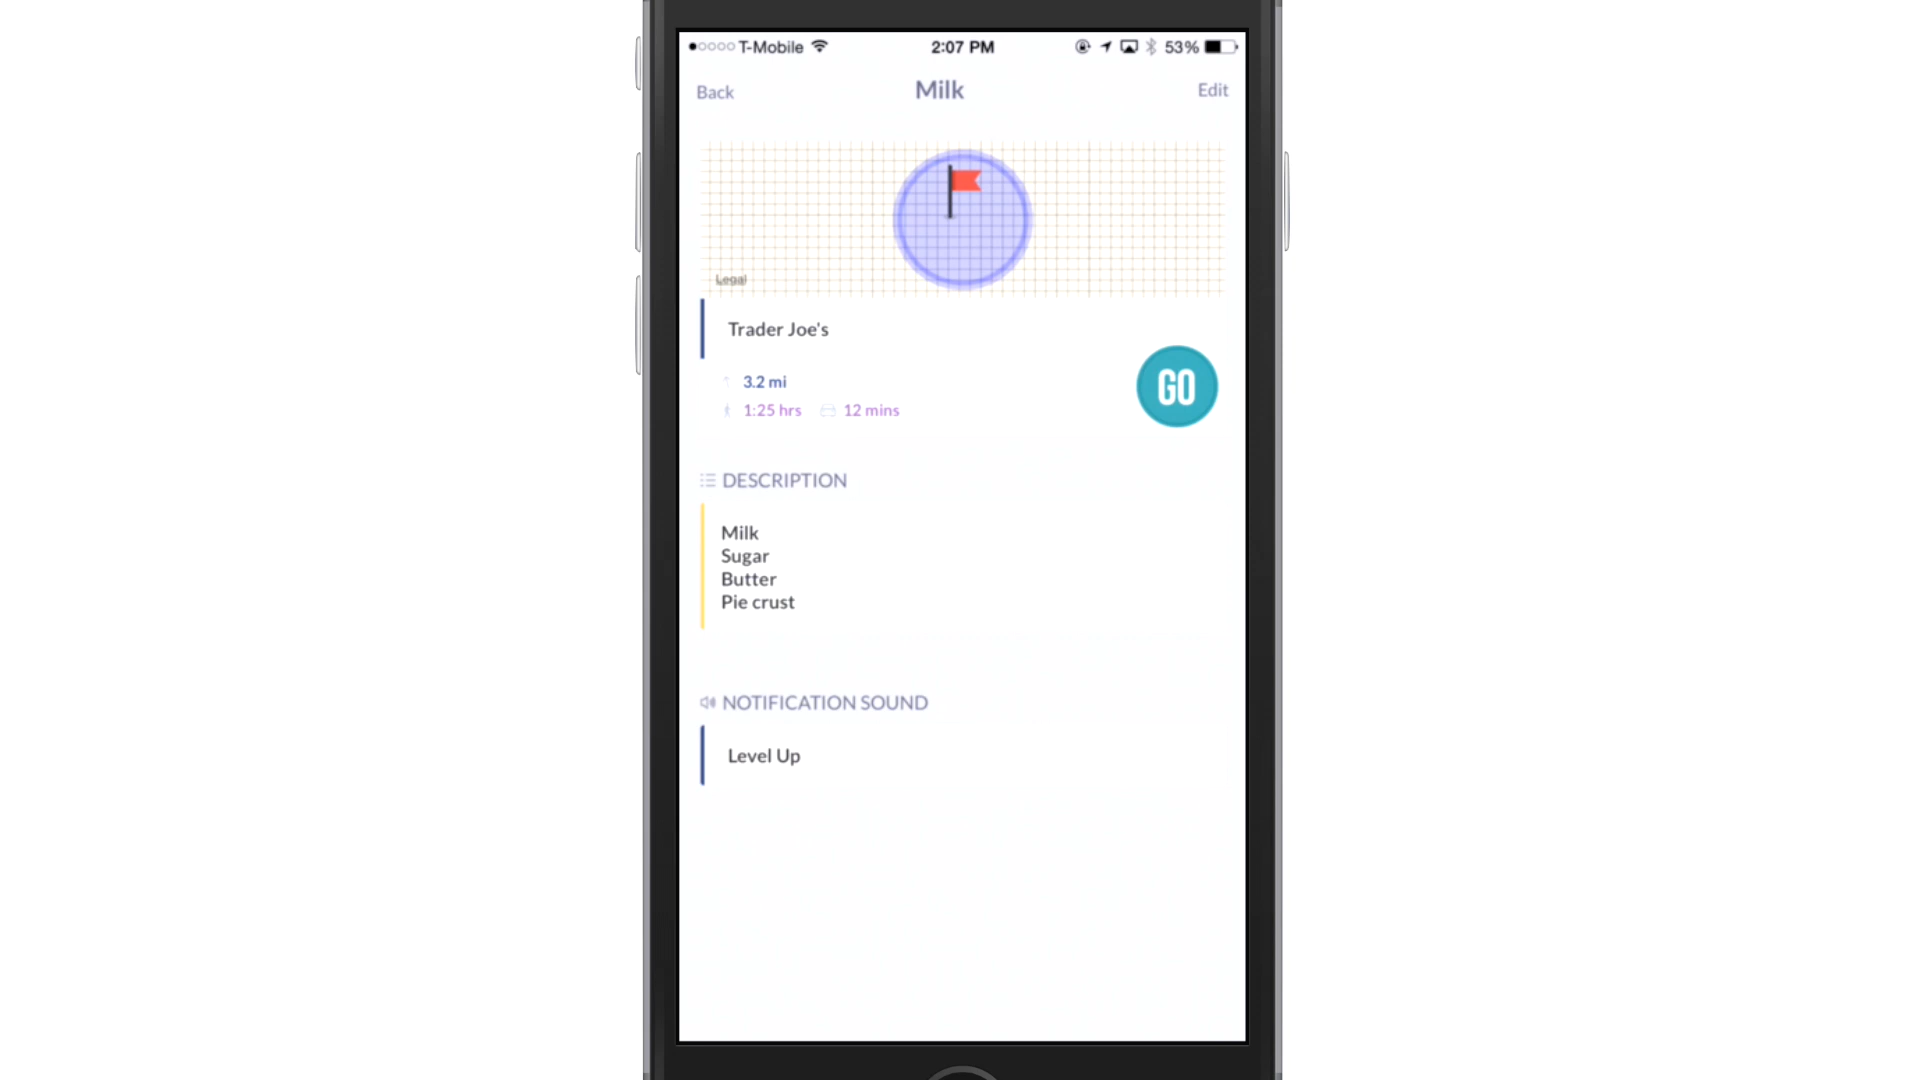 T-Mobile 2:07 PM 53%
Back Milk Edit
Legal
Trader Joe's
3.2 mi
GO
1:25 hrs 12 mins
DESCRIPTION
Milk
Sugar
Butter
Pie crust
NOTIFICATION SOUND
Level Up